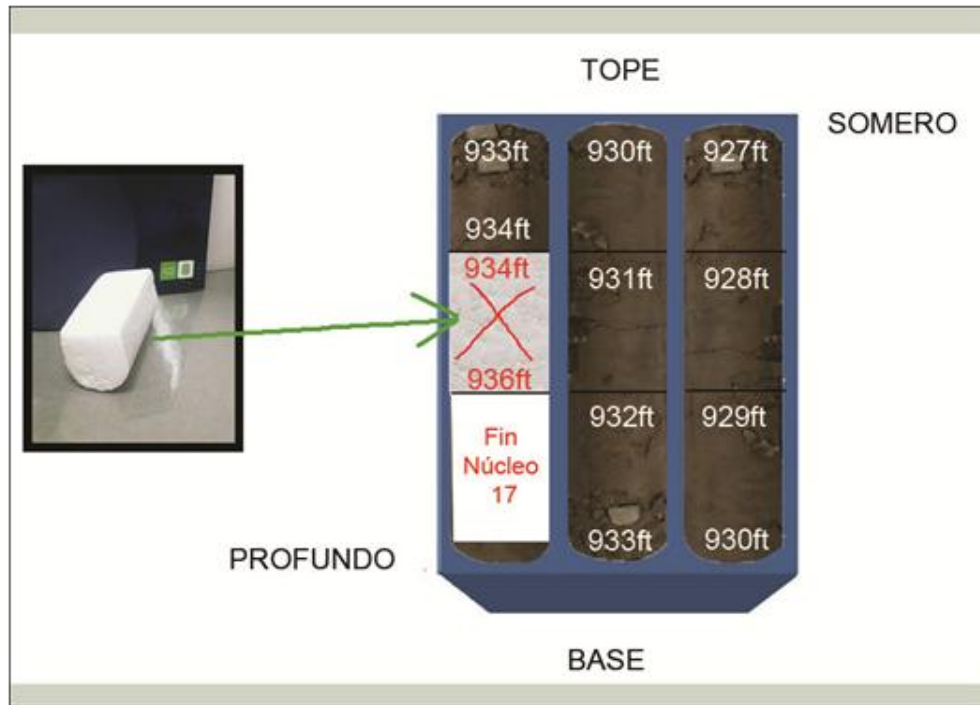 TOPE
SOMERO
933ft
934ft
934ft
936ft
Fin
Núcleo
17
930ft
931ft
932ft
933ft
927ft
928ft
929ft
930ft
PROFUNDO
BASE